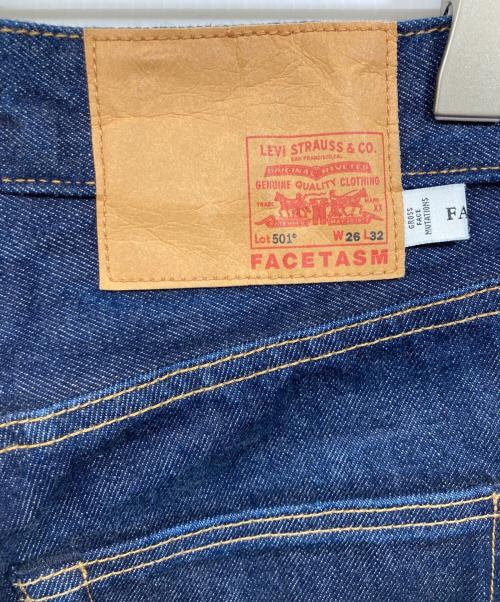 LEVI STRAUSS & CO.
SAN FRANCISCO, CAL.
ORIGINAL RIVETED
GENUINE QUALITY CLOTHING
TRADE MARK
XX
Lot 501® W 26 L 32
FACETASM
GROSS
FACE
MUTATIONS
FA